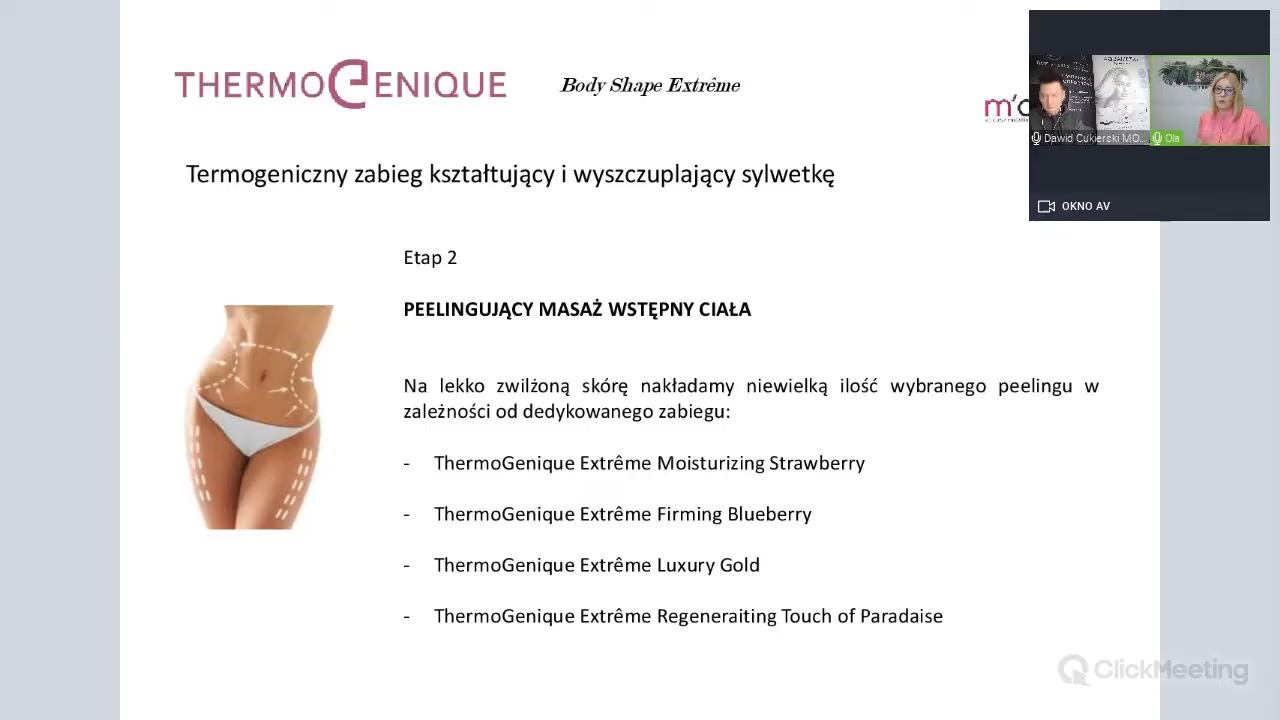 THERMOGENIQUE
Body Shape Extrême
Dawid Cukierski MO...
Ola
OKNO AV
Termogeniczny zabieg kształtujący i wyszczuplający sylwetkę
Etap 2
PEELINGUJĄCY MASAŻ WSTĘPNY CIAŁA
Na lekko zwilżoną skórę nakładamy niewielką ilość wybranego peelingu w
zależności od dedykowanego zabiegu:
- ThermoGenique Extrême Moisturizing Strawberry
- ThermoGenique Extrême Firming Blueberry
- ThermoGenique Extrême Luxury Gold
- ThermoGenique Extrême Regeneraiting Touch of Paradaise
ClickMeeting